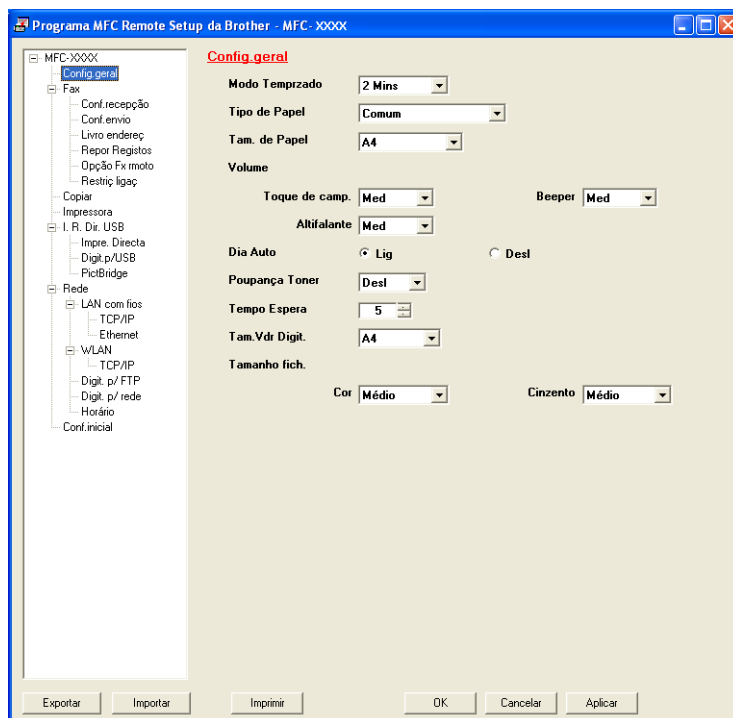 Programa MFC Remote Setup da Brother - MFC- XXXX
MFC-XXXX
Config.geral
Fax
Conf.recepção
Conf.envio
Livro endereç
Repor Registos
Opção Fx rmoto
Restriç ligaç
Copiar
Impressora
I. R. Dir. USB
Impre. Directa
Digit.p/USB
PictBridge
Rede
LAN com fios
TCP/IP
Ethernet
WLAN
TCP/IP
Digit. p/ FTP
Digit. p/ rede
Horário
Conf.inicial
Config.geral
Modo Temprzado 2 Mins
Tipo de Papel Comum
Tam. de Papel A4
Volume
Toque de camp. Med Beeper Med
Altifalante Med
Dia Auto Lig Desl
Poupança Toner Desl
Tempo Espera 5
Tam.Vdr Digit. A4
Tamanho fich.
Cor Médio Cinzento Médio
Exportar Importar Imprimir OK Cancelar Aplicar